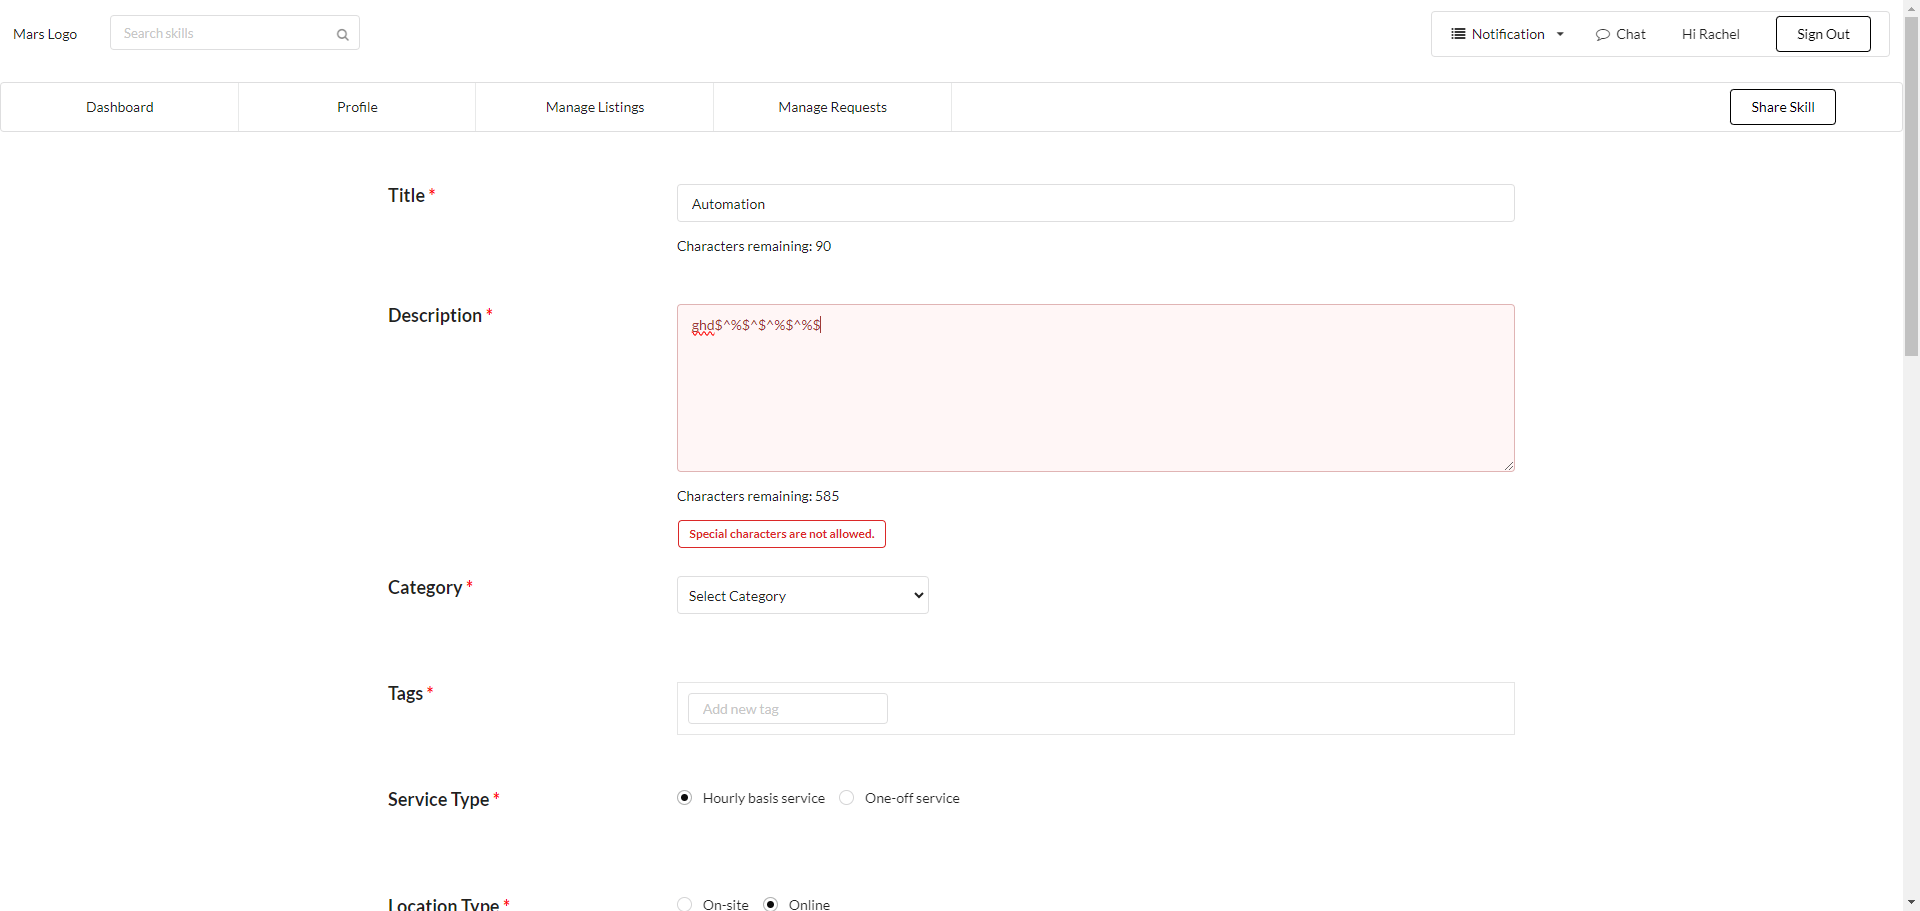 Mars Logo
Search skills
Notification
Chat
Hi Rachel
Sign Out
Dashboard
Profile
Manage Listings
Manage Requests
Share Skill
Title *
Automation
Characters remaining: 90
Description *
ghd$^%$^$^%$^%$
Characters remaining: 585
Special characters are not allowed.
Category *
Select Category
Tags *
Add new tag
Service Type *
Hourly basis service
One-off service
Location Type *
On-site
Online